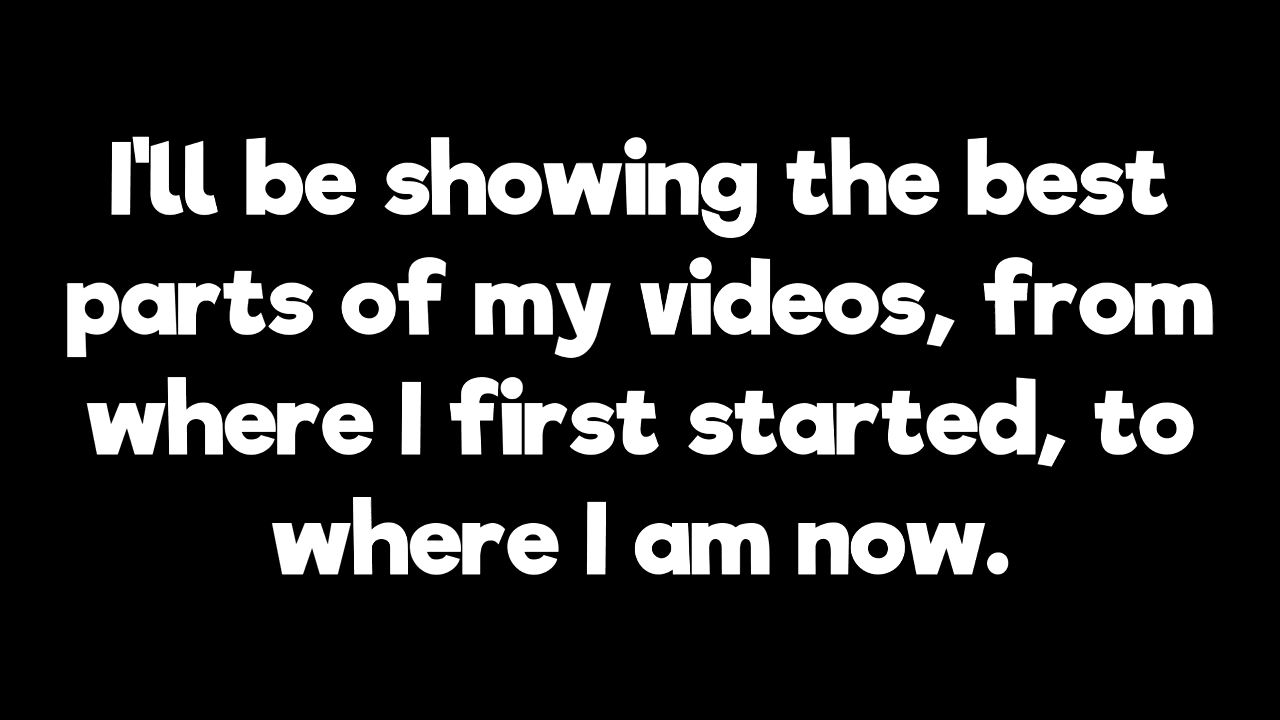 I'll be showing the best
parts of my videos, from
where I first started, to
where I am now.